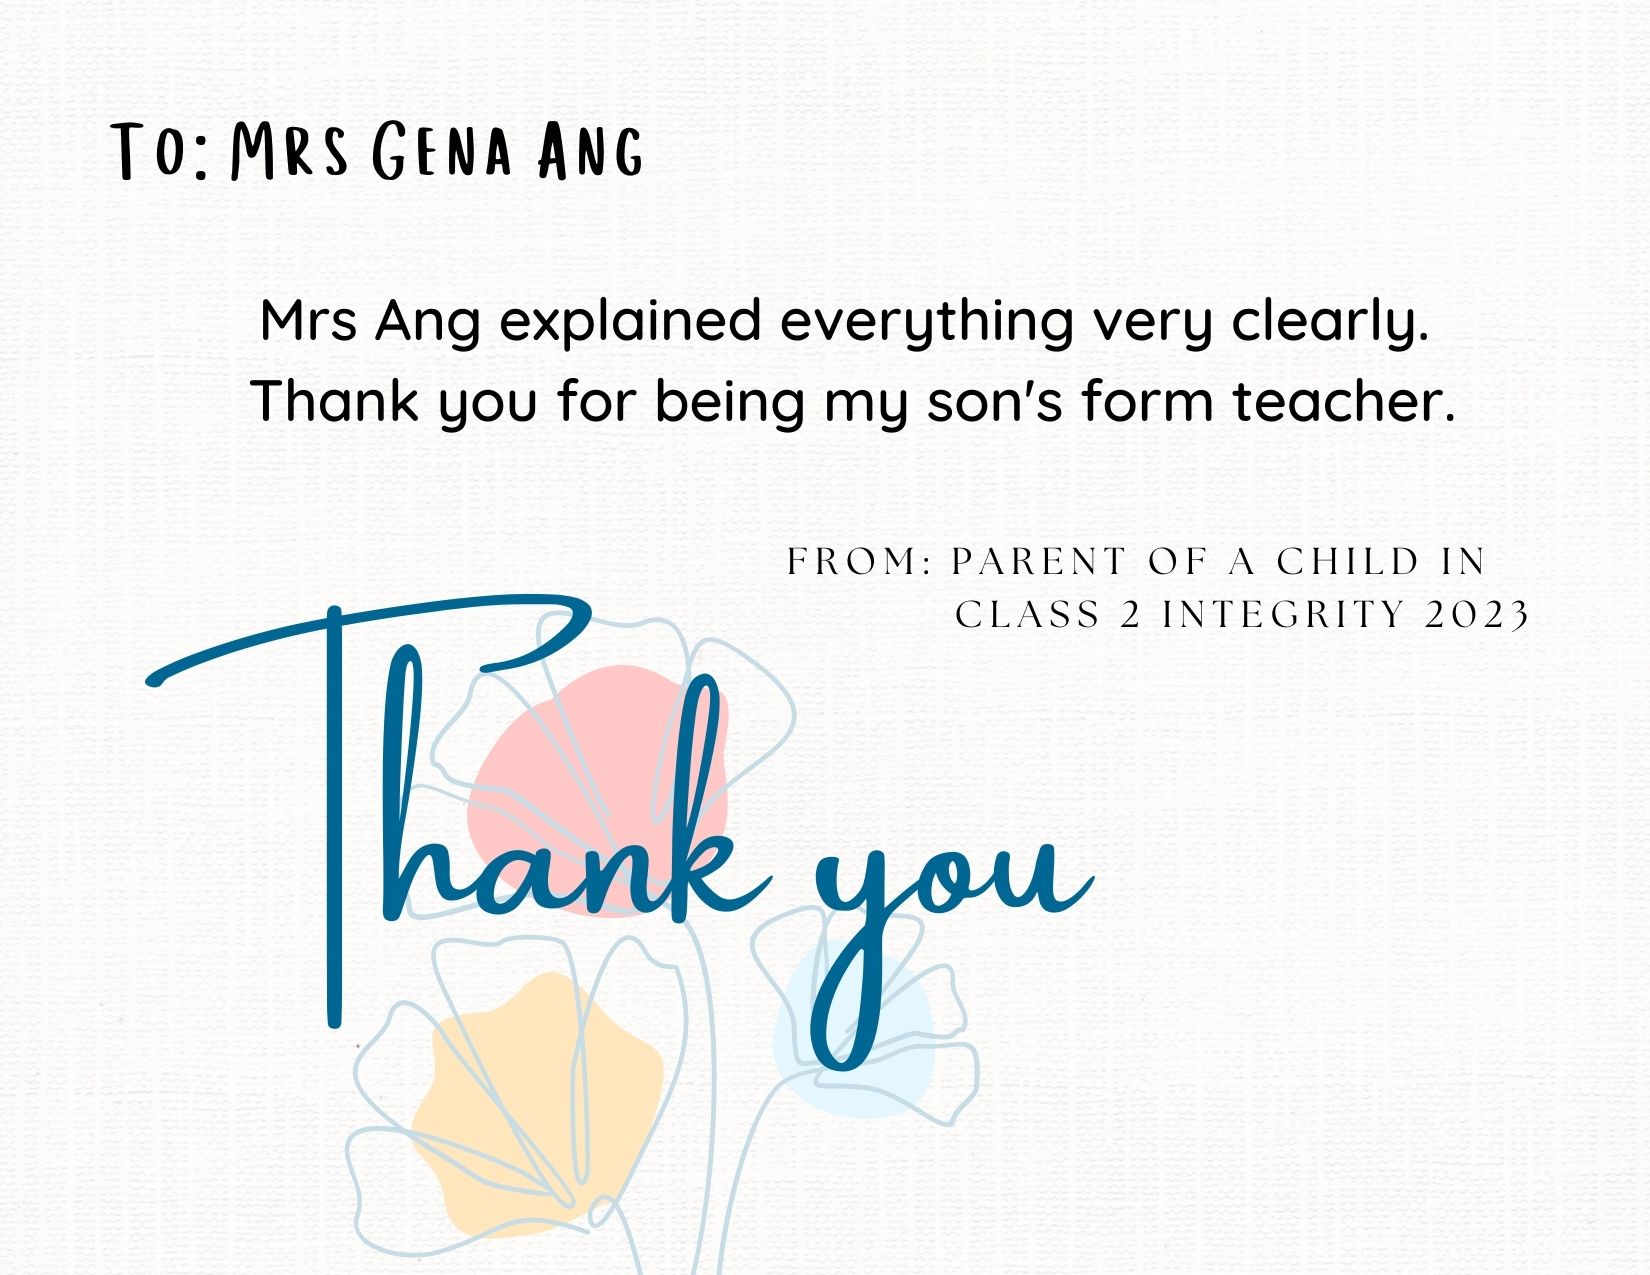 To: Mrs Gena Ang
Mrs Ang explained everything very clearly.
Thank you for being my son's form teacher.
FROM: PARENT OF A CHILD IN
CLASS 2 INTEGRITY 2023
Thank you